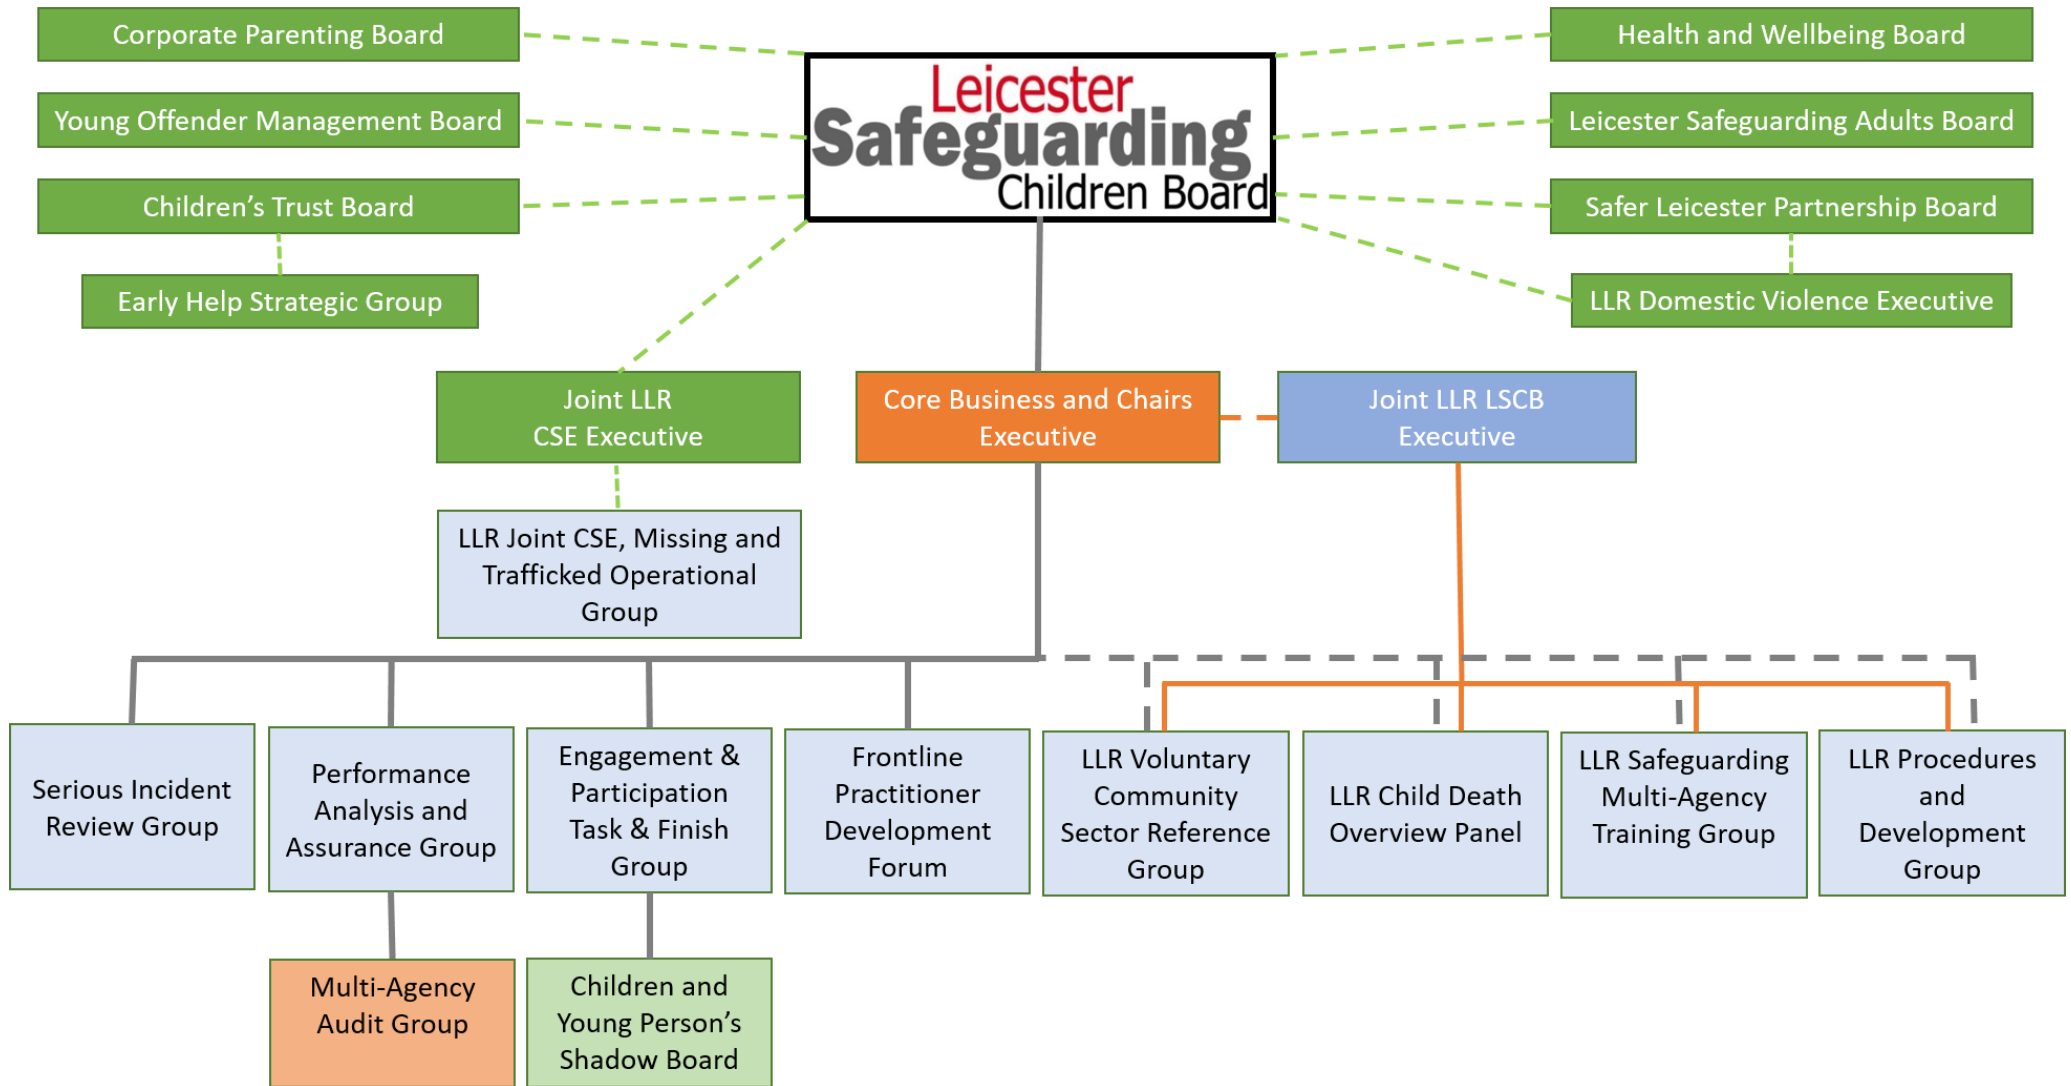 Corporate Parenting Board
Young Offender Management Board
Children’s Trust Board
Early Help Strategic Group
Leicester
Safeguarding
Children Board
Health and Wellbeing Board
Leicester Safeguarding Adults Board
Safer Leicester Partnership Board
LLR Domestic Violence Executive
Joint LLR
CSE Executive
Core Business and Chairs
Executive
Joint LLR LSCB
Executive
LLR Joint CSE, Missing and
Trafficked Operational
Group
Serious Incident
Review Group
Performance
Analysis and
Assurance Group
Engagement &
Participation
Task & Finish
Group
Frontline
Practitioner
Development
Forum
LLR Voluntary
Community
Sector Reference
Group
LLR Child Death
Overview Panel
LLR Safeguarding
Multi-Agency
Training Group
LLR Procedures
and
Development
Group
Multi-Agency
Audit Group
Children and
Young Person’s
Shadow Board